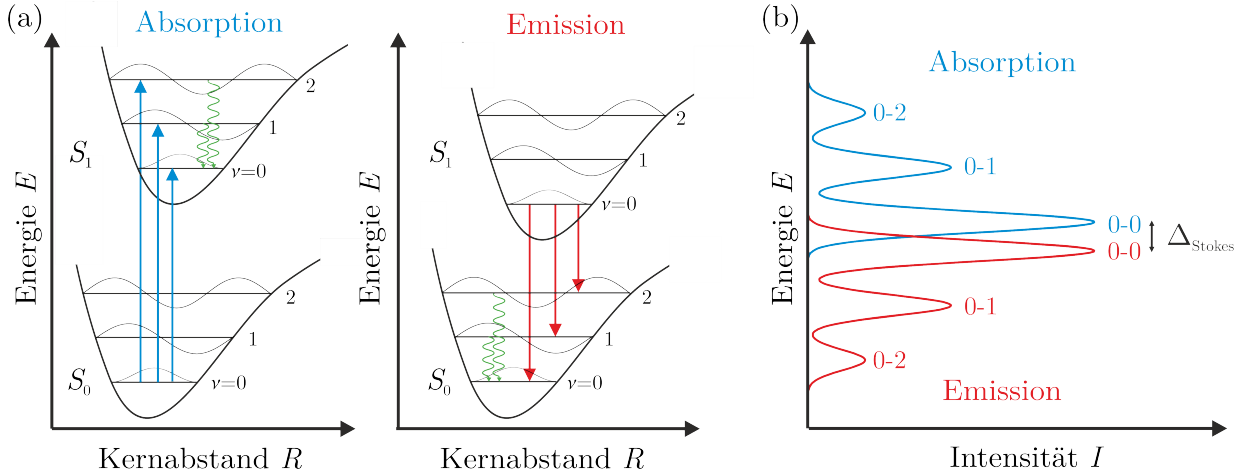 (a)
Absorption
Energie E
S₁
2
1
ν=0
S₀
2
1
ν=0
Kernabstand R
Emission
Energie E
S₁
2
1
ν=0
S₀
2
1
ν=0
Kernabstand R
(b)
Energie E
Absorption
0-2
0-1
0-0
0-0
Δ Stokes
0-1
0-2
Emission
Intensität I